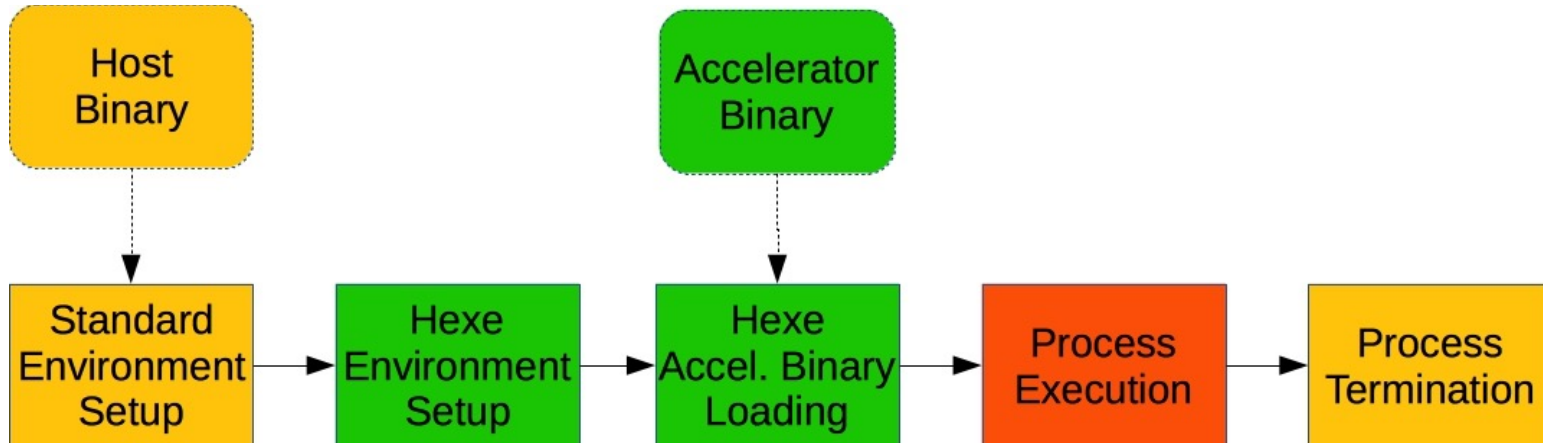 Host
Binary
Accelerator
Binary
Standard
Environment
Setup
Hexe
Environment
Setup
Hexe
Accel. Binary
Loading
Process
Execution
Process
Termination